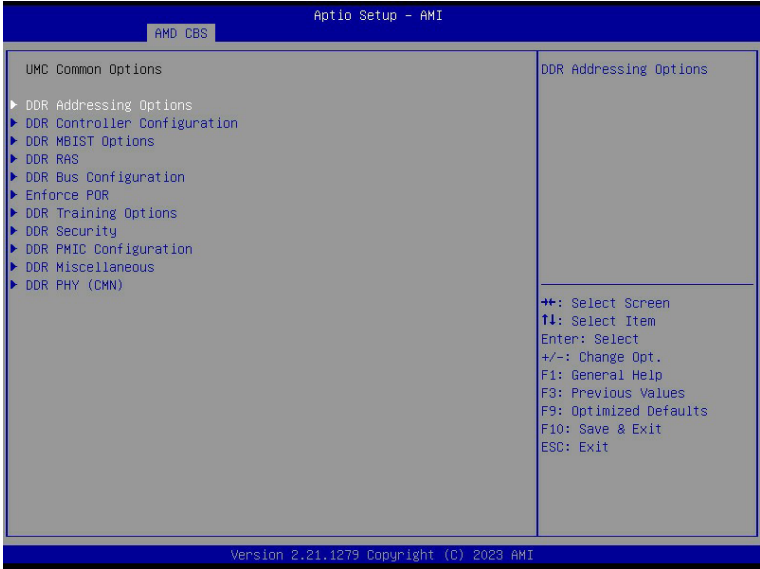 Aptio Setup - AMI
AMD CBS
UMC Common Options
DDR Addressing Options
DDR Controller Configuration
DDR MBIST Options
DDR RAS
DDR Bus Configuration
Enforce POR
DDR Training Options
DDR Security
DDR PMIC Configuration
DDR Miscellaneous
DDR PHY (CMN)
DDR Addressing Options
→←: Select Screen
↑↓: Select Item
Enter: Select
+/-: Change Opt.
F1: General Help
F3: Previous Values
F9: Optimized Defaults
F10: Save & Exit
ESC: Exit
Version 2.21.1279 Copyright (C) 2023 AMI